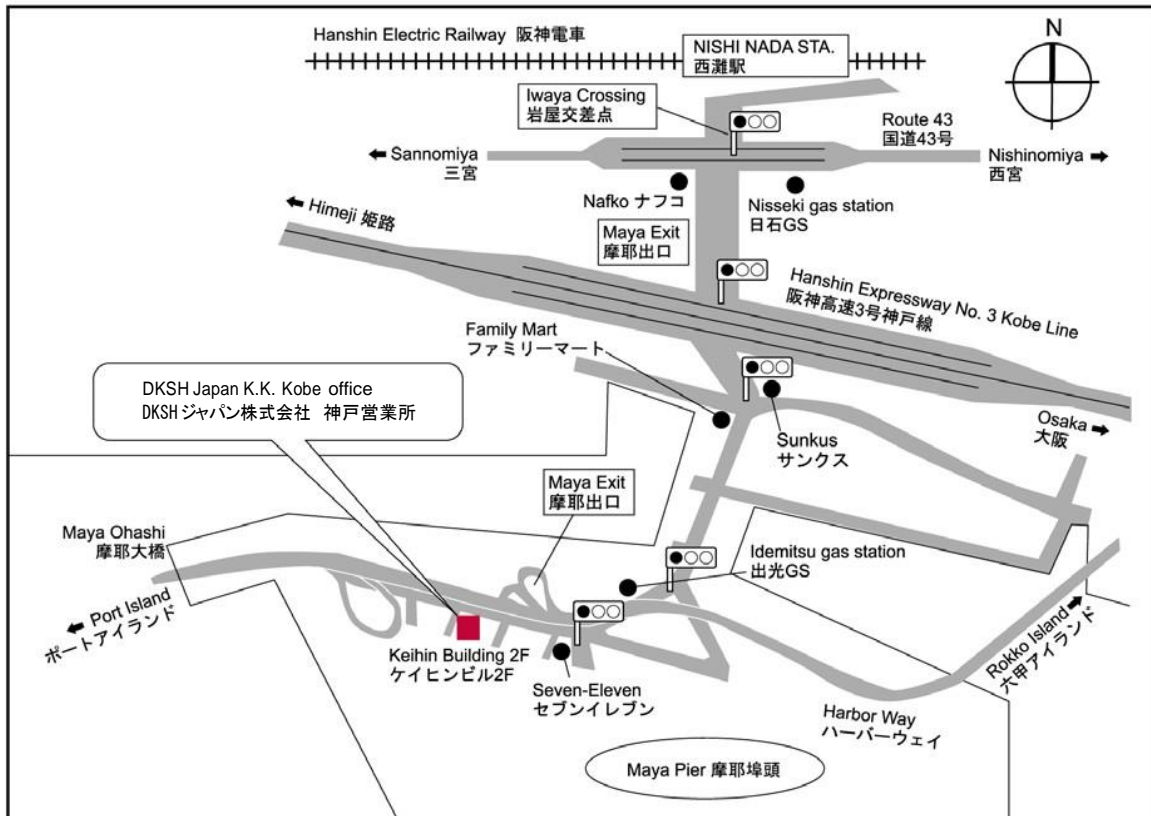 Hanshin Electric Railway 阪神電車
NISHI NADA STA.
西灘駅
N
Iwaya Crossing
岩屋交差点
Route 43
国道43号
Sannomiya
三宮
Nishinomiya
西宮
Nafko ナフコ
Nisseki gas station
日石GS
Himeji 姫路
Maya Exit
摩耶出口
Hanshin Expressway No. 3 Kobe Line
阪神高速3号神戸線
Family Mart
ファミリーマート
DKSH Japan K.K. Kobe office
DKSHジャパン株式会社 神戸営業所
Osaka
大阪
Sunkus
サンクス
Maya Exit
摩耶出口
Maya Ohashi
摩耶大橋
Idemitsu gas station
出光GS
Port Island
ポートアイランド
Rokko Island
六甲アイランド
Keihin Building 2F
ケイヒンビル2F
Seven-Eleven
セブンイレブン
Harbor Way
ハーバーウェイ
Maya Pier 摩耶埠頭